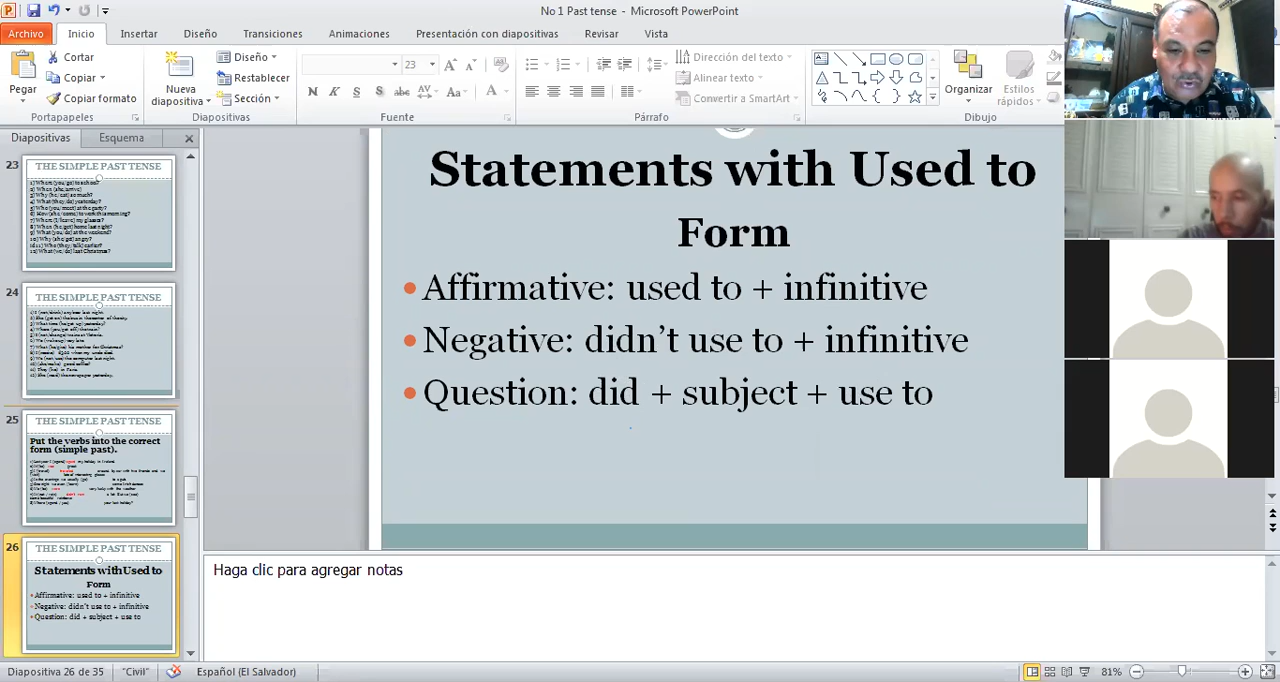 No 1 Past tense - Microsoft PowerPoint
Archivo Inicio Insertar Diseño Transiciones Animaciones Presentación con diapositivas Revisar Vista
Pegar
Cortar
Copiar
Copiar formato
Portapapeles
Nueva
diapositiva
Diseño
Restablecer
Sección
Diapositivas
23
N K S S abc AV Aa A
Fuente
Dirección del texto
Alinear texto
Convertir a SmartArt
Párrafo
Organizar
Estilos
rápidos
Dibujo
Diapositivas Esquema
23
THE SIMPLE PAST TENSE
24
THE SIMPLE PAST TENSE
25
THE SIMPLE PAST TENSE
Put the verbs into the correct
form (simple past).
26
THE SIMPLE PAST TENSE
Statements with Used to
Form
Affirmative: used to + infinitive
Negative: didn't use to + infinitive
Question: did + subject + use to
Statements with Used to
Form
• Affirmative: used to + infinitive
• Negative: didn't use to + infinitive
• Question: did + subject + use to
Haga clic para agregar notas
Diapositiva 26 de 35 "Civil" Español (El Salvador) 81%